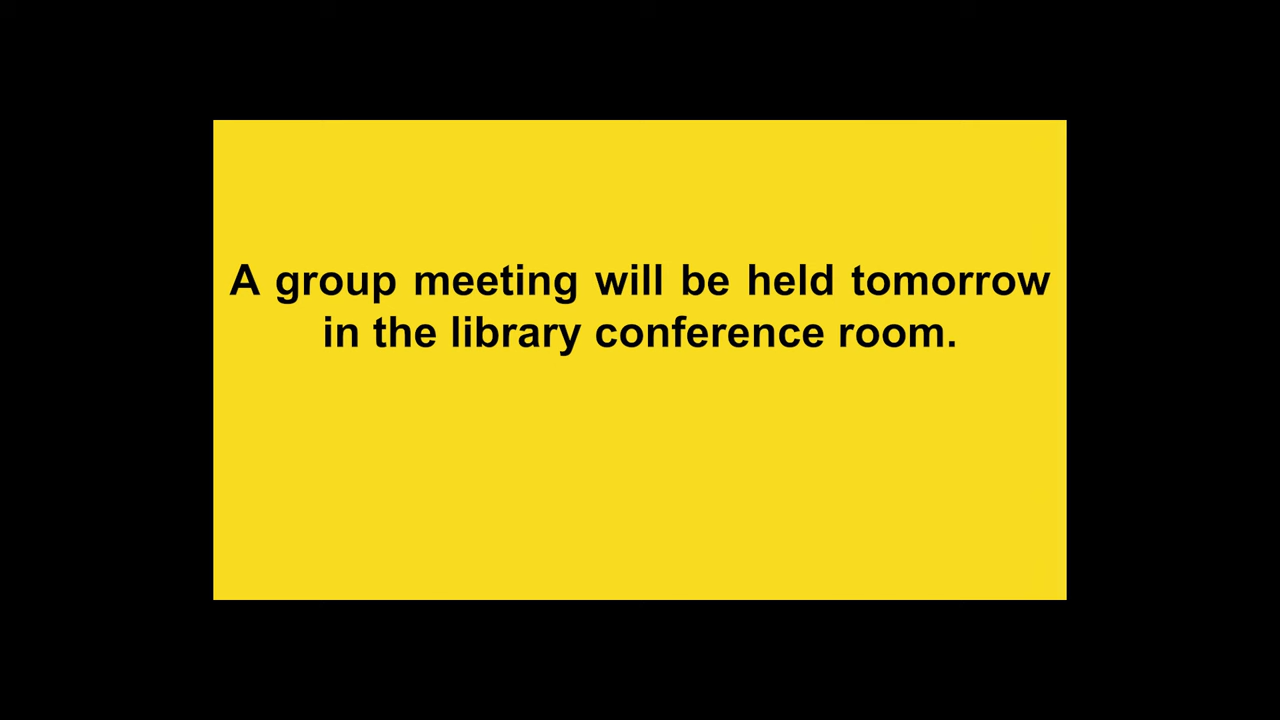 A group meeting will be held tomorrow
in the library conference room.